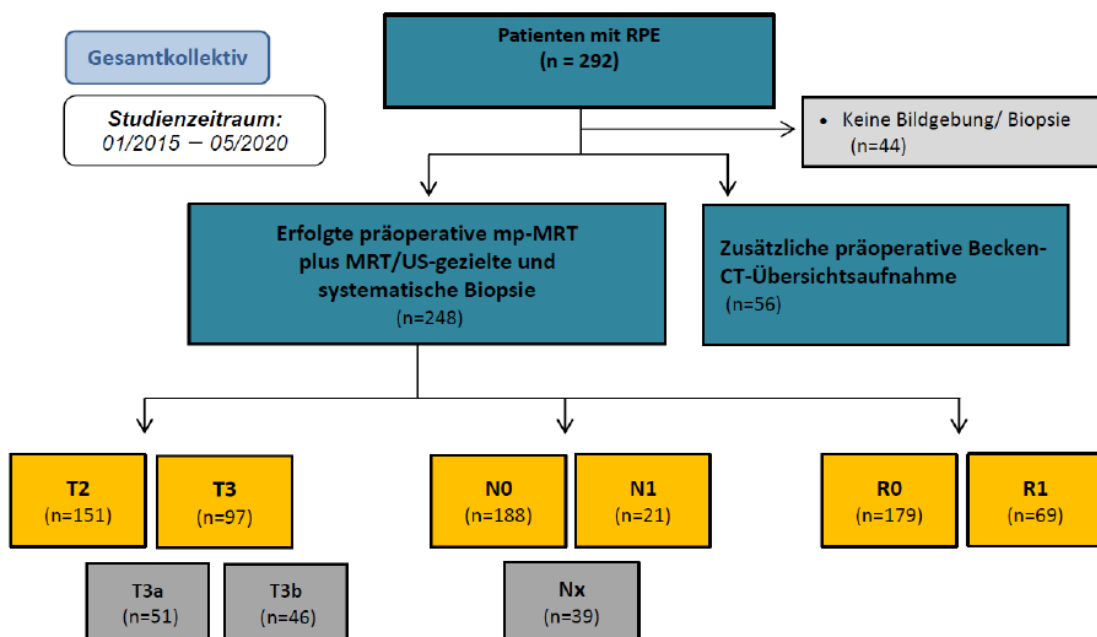 Gesamtkollektiv
Studienzeitraum:
01/2015 – 05/2020
Patienten mit RPE
(n = 292)
• Keine Bildgebung/ Biopsie
(n=44)
Erfolgte präoperative mp-MRT
plus MRT/US-gezielte und
systematische Biopsie
(n=248)
Zusätzliche präoperative Becken-
CT-Übersichtsaufnahme
(n=56)
T2
(n=151)
T3
(n=97)
N0
(n=188)
N1
(n=21)
R0
(n=179)
R1
(n=69)
T3a
(n=51)
T3b
(n=46)
Nx
(n=39)